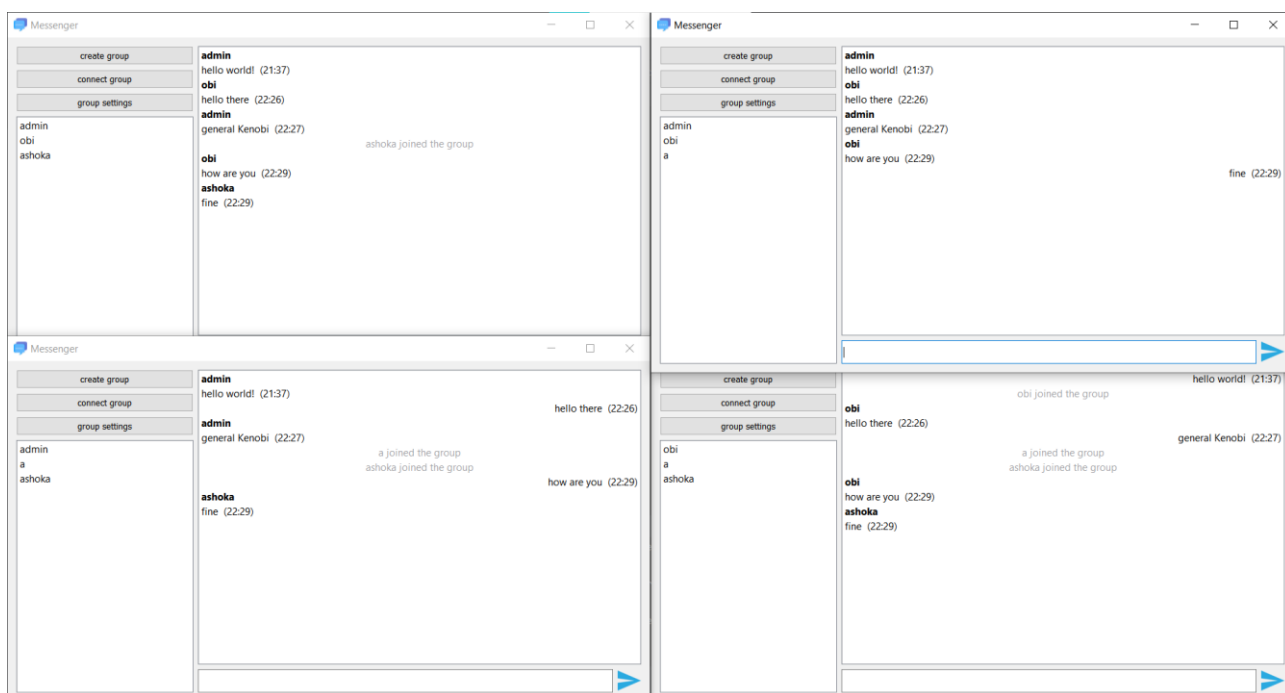 Messenger
create group
connect group
group settings
admin
obi
ashoka
admin
hello world! (21:37)
obi
hello there (22:26)
admin
general Kenobi (22:27)
ashoka joined the group
obi
how are you (22:29)
ashoka
fine (22:29)
Messenger
create group
connect group
group settings
admin
obi
a
admin
hello world! (21:37)
obi
hello there (22:26)
admin
general Kenobi (22:27)
obi
how are you (22:29)
fine (22:29)
Messenger
create group
connect group
group settings
admin
a
ashoka
admin
hello world! (21:37)
hello there (22:26)
admin
general Kenobi (22:27)
a joined the group
ashoka joined the group
how are you (22:29)
ashoka
fine (22:29)
create group
connect group
group settings
obi
a
ashoka
hello world! (21:37)
obi joined the group
obi
hello there (22:26)
general Kenobi (22:27)
a joined the group
ashoka joined the group
obi
how are you (22:29)
ashoka
fine (22:29)